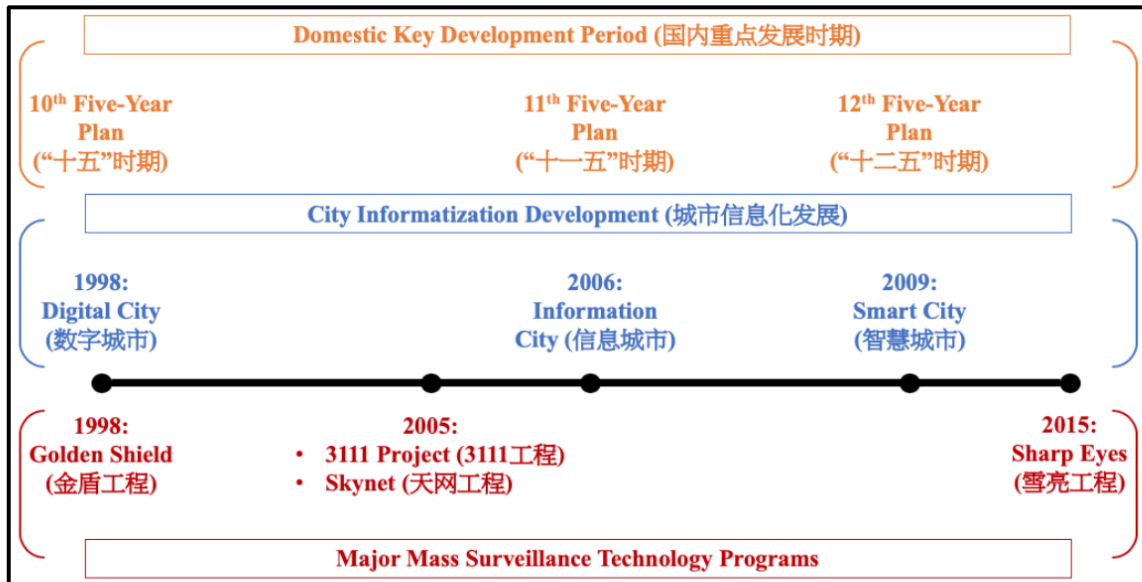 Domestic Key Development Period (国内重点发展时期)
10th Five-Year
Plan
(“十五”时期)
11th Five-Year
Plan
(“十一五”时期)
12th Five-Year
Plan
(“十二五”时期)
City Informatization Development (城市信息化发展)
1998:
Digital City
(数字城市)
2006:
Information
City (信息城市)
2009:
Smart City
(智慧城市)
1998:
Golden Shield
(金盾工程)
2005:
• 3111 Project (3111工程)
• Skynet (天网工程)
2015:
Sharp Eyes
(雪亮工程)
Major Mass Surveillance Technology Programs